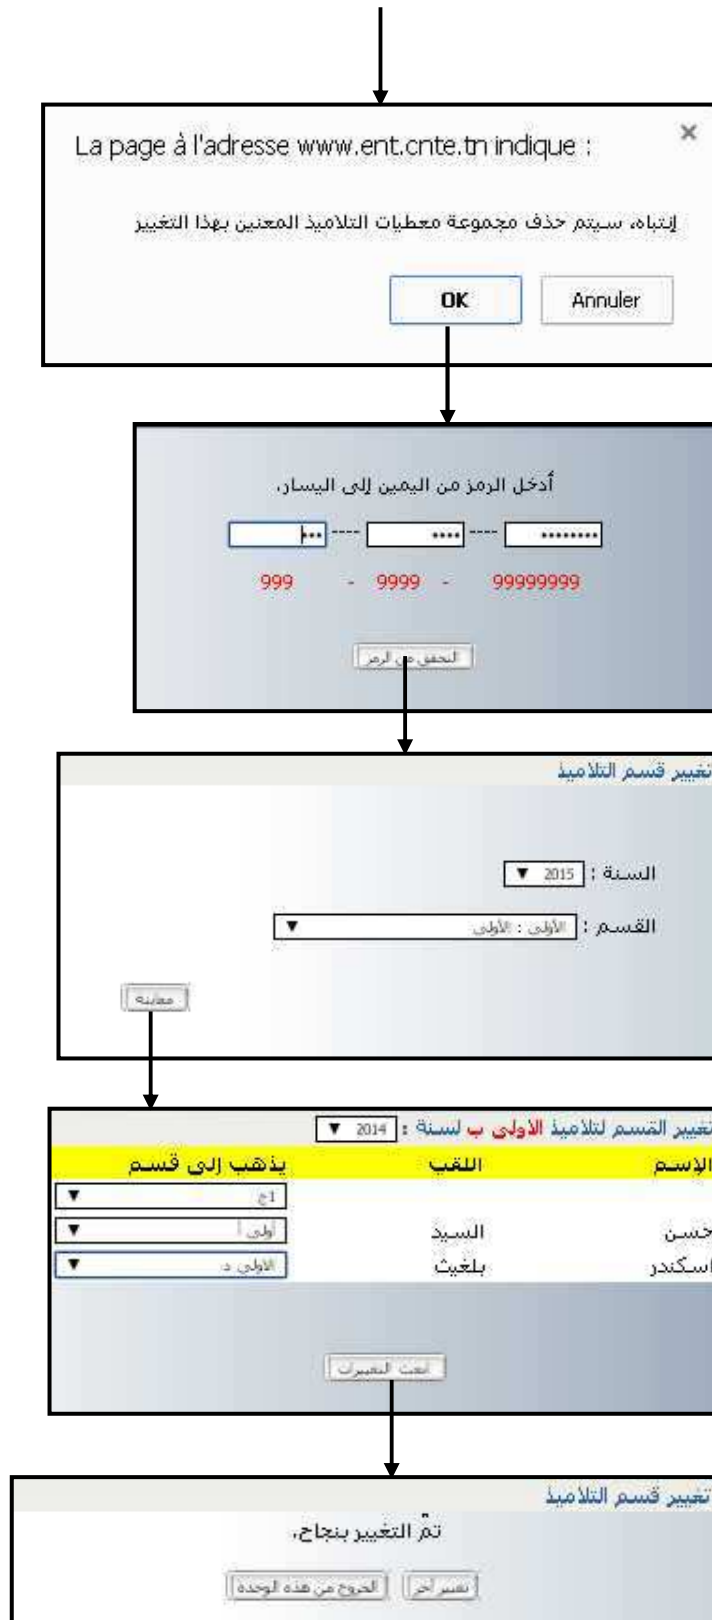 La page à l'adresse www.ent.cnte.tn indique : ×
إنتباه، سيتم حذف مجموعة معطيات التلاميذ المعنين بهذا التغيير
OK Annuler
أدخل الرمز من اليمين إلى اليسار.
••• ---- •••• ---- ••••••••
999 - 9999 - 99999999
التحقق من الرمز
تغيير قسم التلاميذ
السنة : 2015
القسم : الأولى : الأولى
معاينة
تغيير القسم لتلاميذ الأولى ب لسنة : 2014
الإسم اللقب يذهب إلى قسم
1ج
حسن السيد أولى أ
اسكندر بلغيث الاولى د
ابعث التغييرات
تغيير قسم التلاميذ
تمّ التغيير بنجاح.
تغيير آخر الخروج من هذه الوحدة